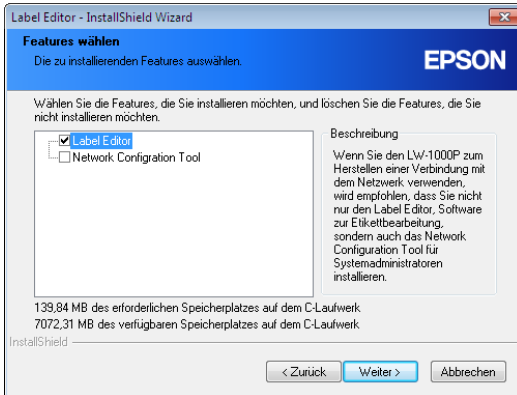 Label Editor - InstallShield Wizard
Features wählen
Die zu installierenden Features auswählen.
EPSON
Wählen Sie die Features, die Sie installieren möchten, und löschen Sie die Features, die Sie
nicht installieren möchten.
Label Editor
Network Configration Tool
Beschreibung
Wenn Sie den LW-1000P zum
Herstellen einer Verbindung mit
dem Netzwerk verwenden,
wird empfohlen, dass Sie nicht
nur den Label Editor, Software
zur Etikettbearbeitung,
sondern auch das Network
Configuration Tool für
Systemadministratoren
installieren.
139,84 MB des erforderlichen Speicherplatzes auf dem C-Laufwerk
7072,31 MB des verfügbaren Speicherplatzes auf dem C-Laufwerk
InstallShield
< Zurück
Weiter >
Abbrechen